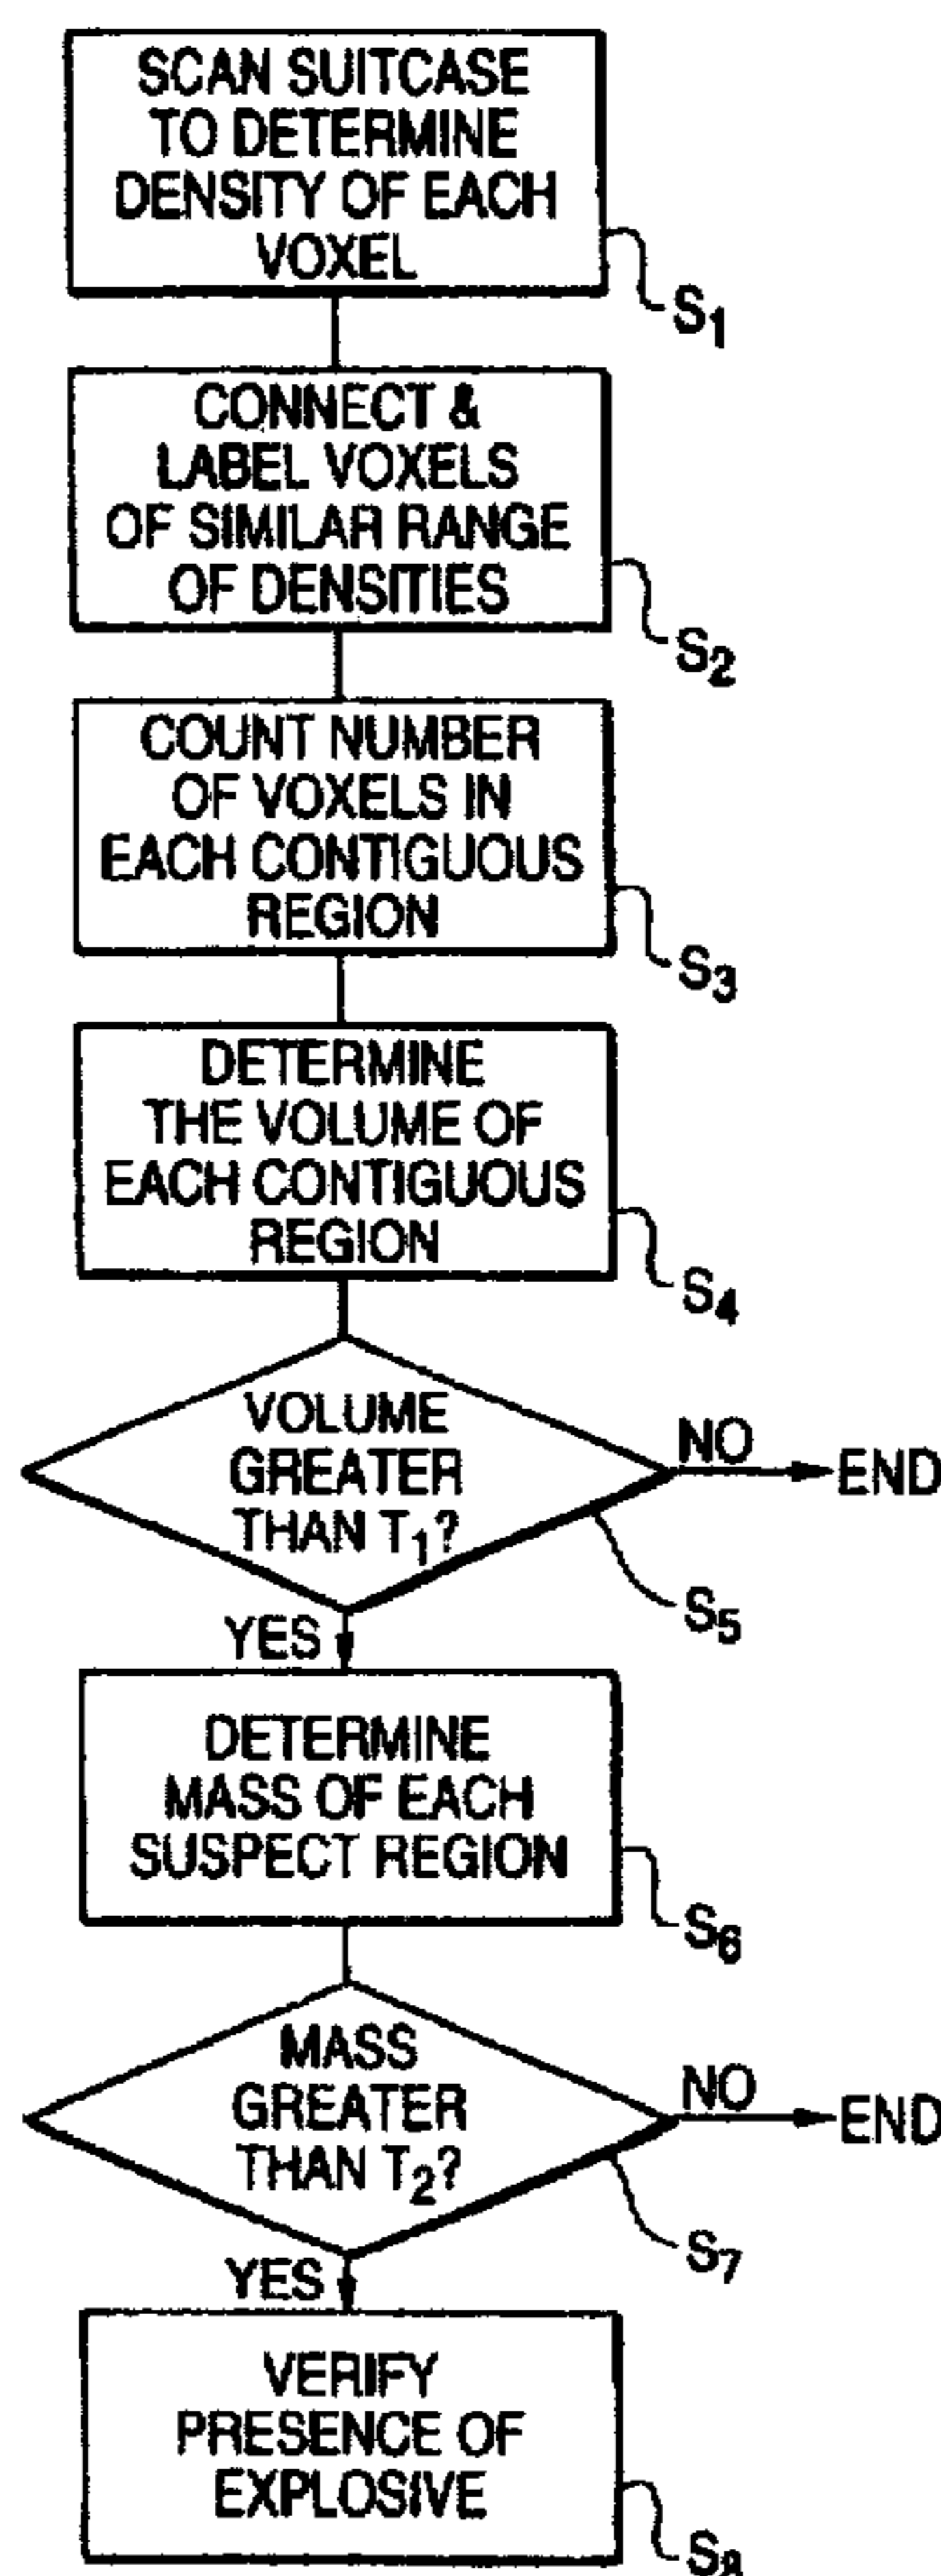 SCAN SUITCASE
TO DETERMINE
DENSITY OF EACH
VOXEL
S1
CONNECT &
LABEL VOXELS
OF SIMILAR RANGE
OF DENSITIES
S2
COUNT NUMBER
OF VOXELS IN
EACH CONTIGUOUS
REGION
S3
DETERMINE
THE VOLUME OF
EACH CONTIGUOUS
REGION
S4
VOLUME
GREATER
THAN T1?
NO
END
S5
YES
DETERMINE
MASS OF EACH
SUSPECT REGION
S6
MASS
GREATER
THAN T2?
NO
END
S7
YES
VERIFY
PRESENCE OF
EXPLOSIVE
S8